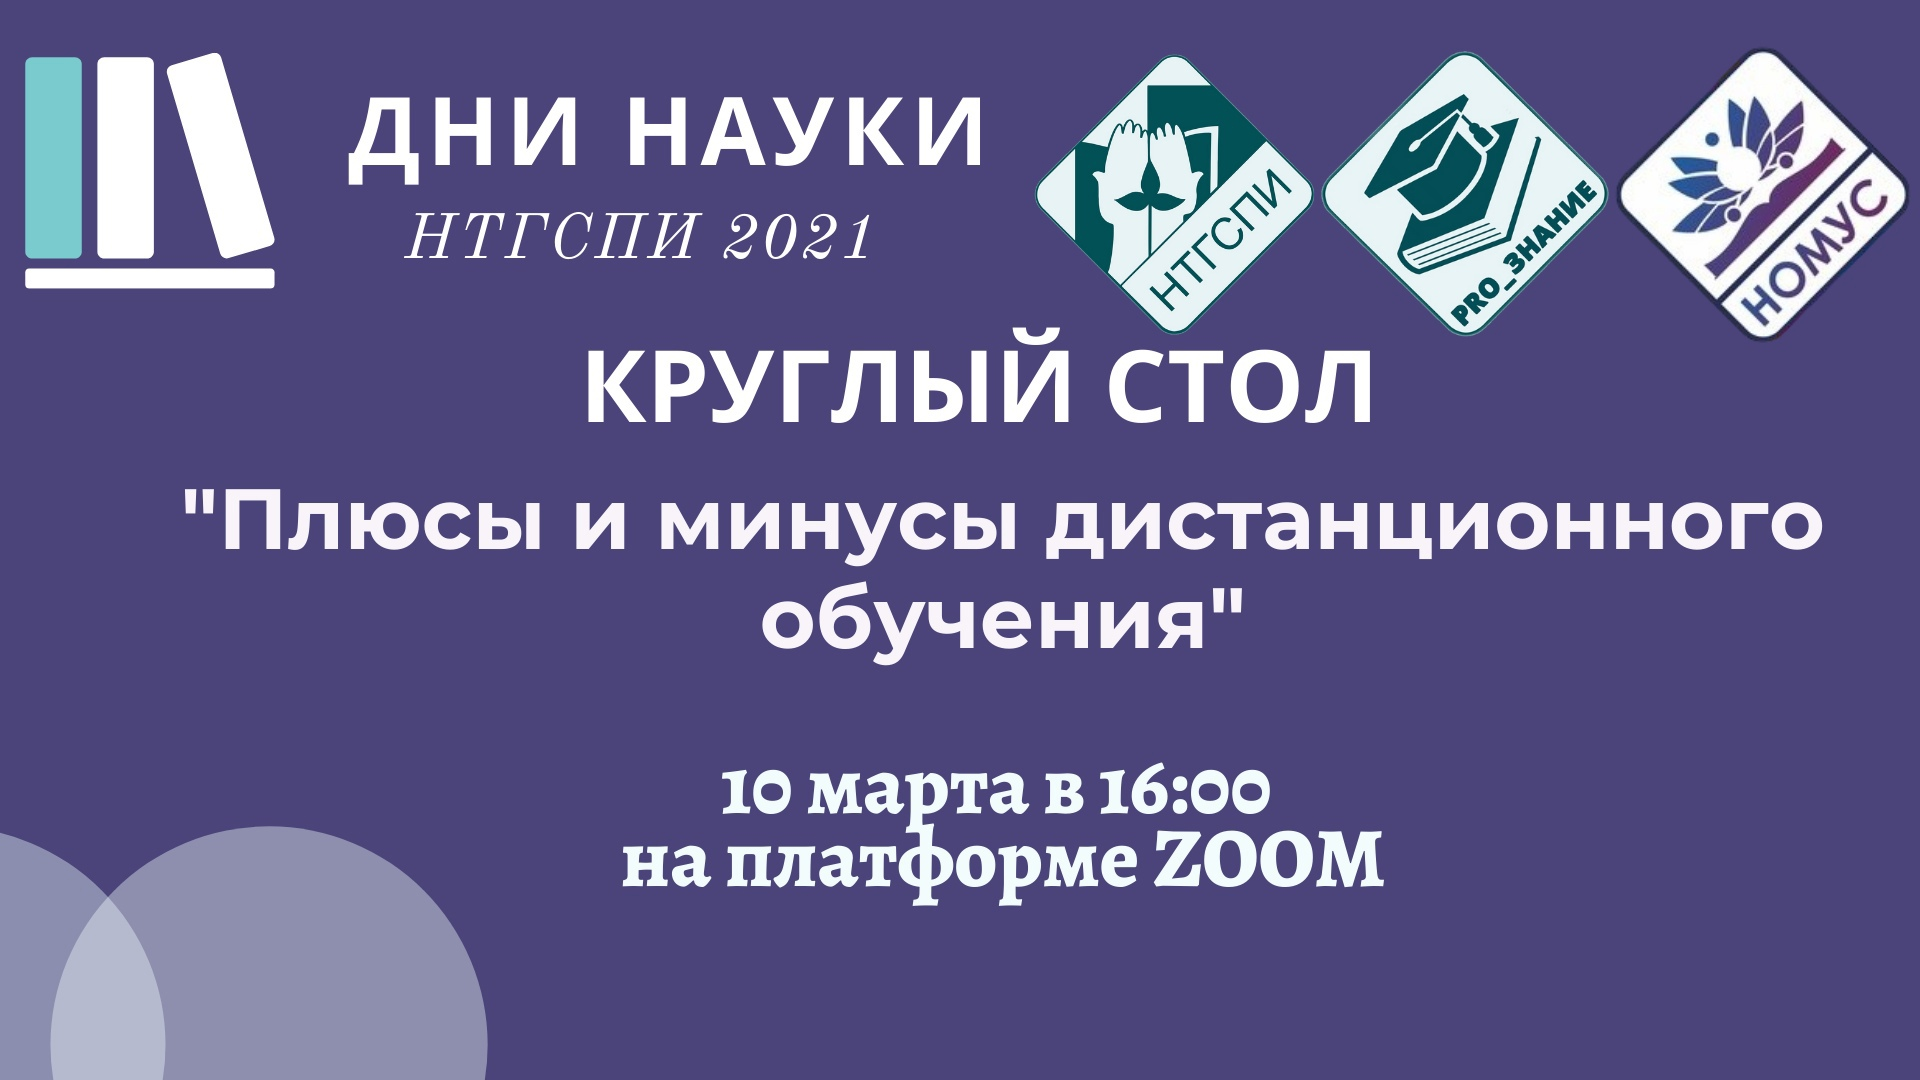 ДНИ НАУКИ
НТГСПИ 2021
НТГСПИ
PRO_ЗНАНИЕ
НОМУС
КРУГЛЫЙ СТОЛ
"Плюсы и минусы дистанционного
обучения"
10 марта в 16:00
на платформе ZOOM